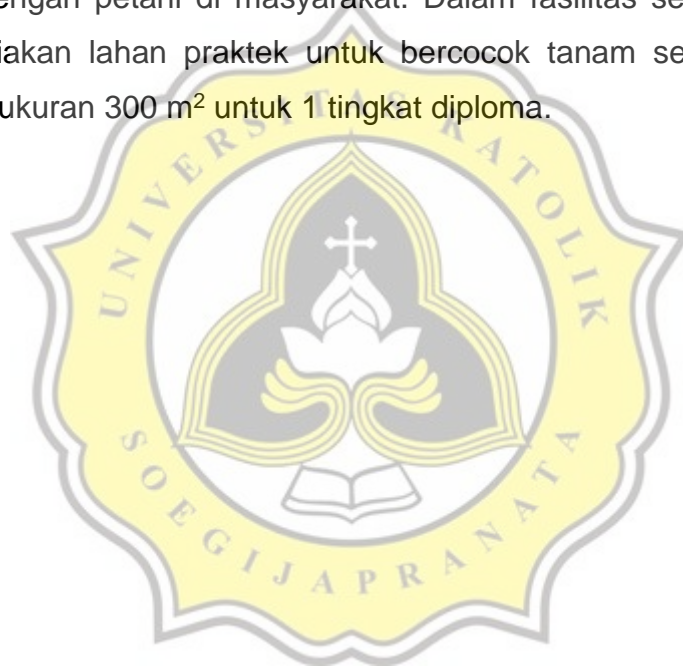 engan petani di masyarakat. Dalam fasilitas se
iakan lahan praktek untuk bercocok tanam se
ukuran 300 m² untuk 1 tingkat diploma.
UNIVERSITAS KATOLIK
SOEGIJAPRANATA